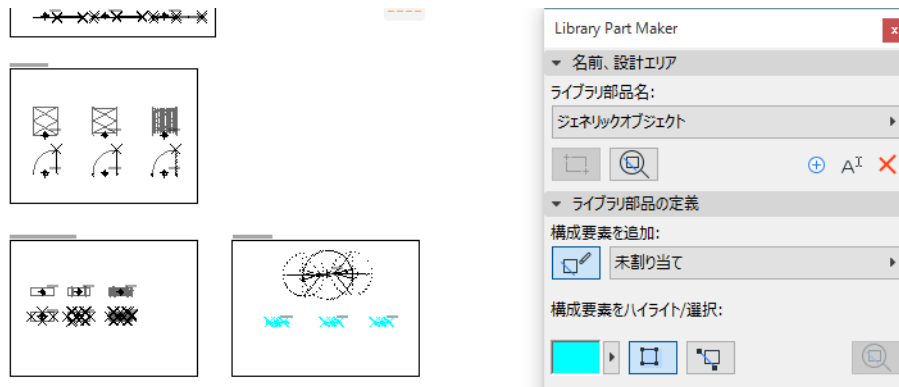 Library Part Maker
名前、設計エリア
ライブラリ部品名:
ジェネリックオブジェクト
ライブラリ部品の定義
構成要素を追加:
未割り当て
構成要素をハイライト/選択: